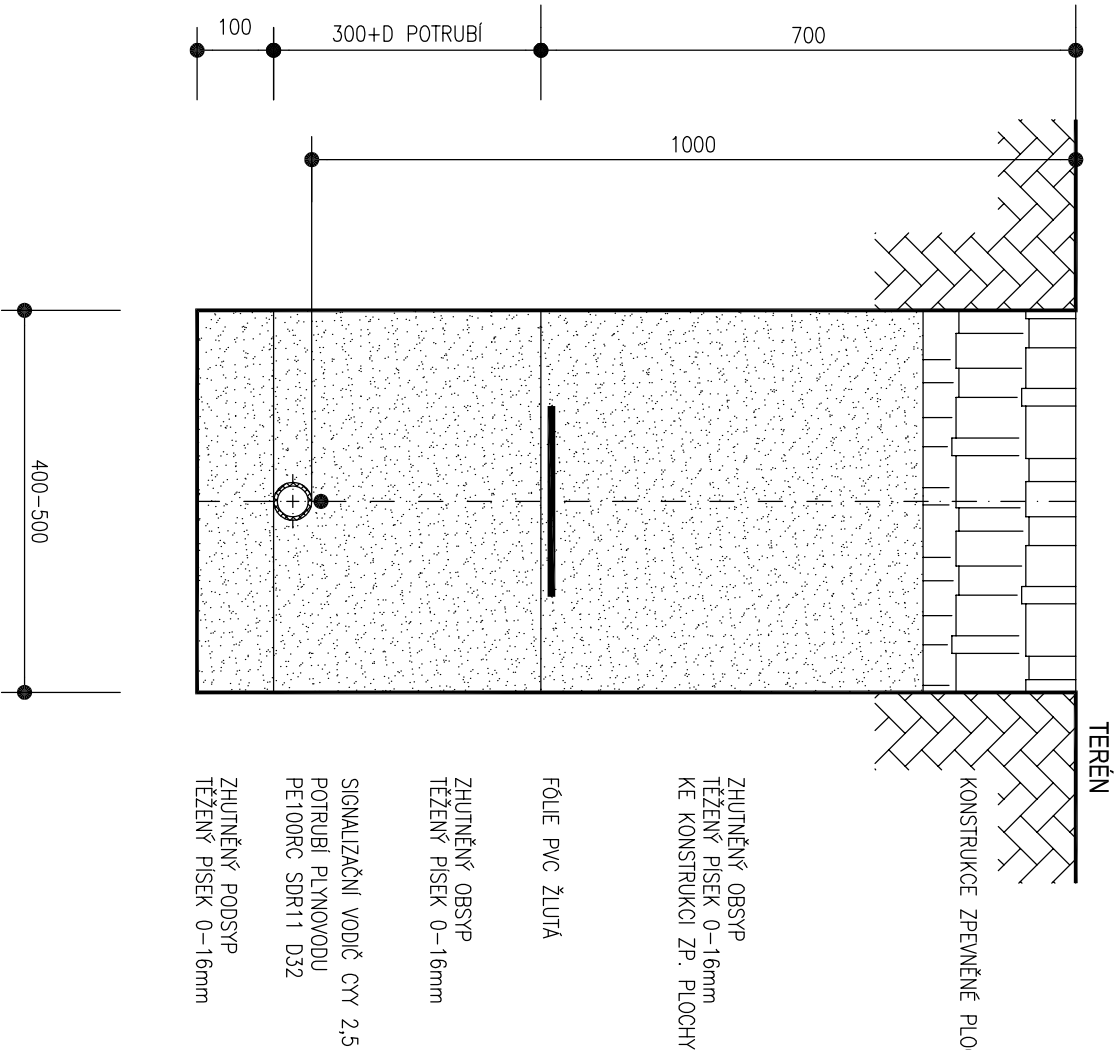 100
300+D POTRUBÍ
700
1000
400-500
TERÉN
KONSTRUKCE ZPEVNĚNÉ
ZHUTNĚNÝ OBSYP
TĚŽENÝ PÍSEK 0-16mm
KE KONSTRUKCI ZP. PLOCHY
FÓLIE PVC ŽLUTÁ
ZHUTNĚNÝ OBSYP
TĚŽENÝ PÍSEK 0-16mm
SIGNALIZAČNÍ VODIČ CYY 2,5
POTRUBÍ PLYNOVODU
PE100RC SDR11 D32
ZHUTNĚNÝ PODSYP
TĚŽENÝ PÍSEK 0-16mm